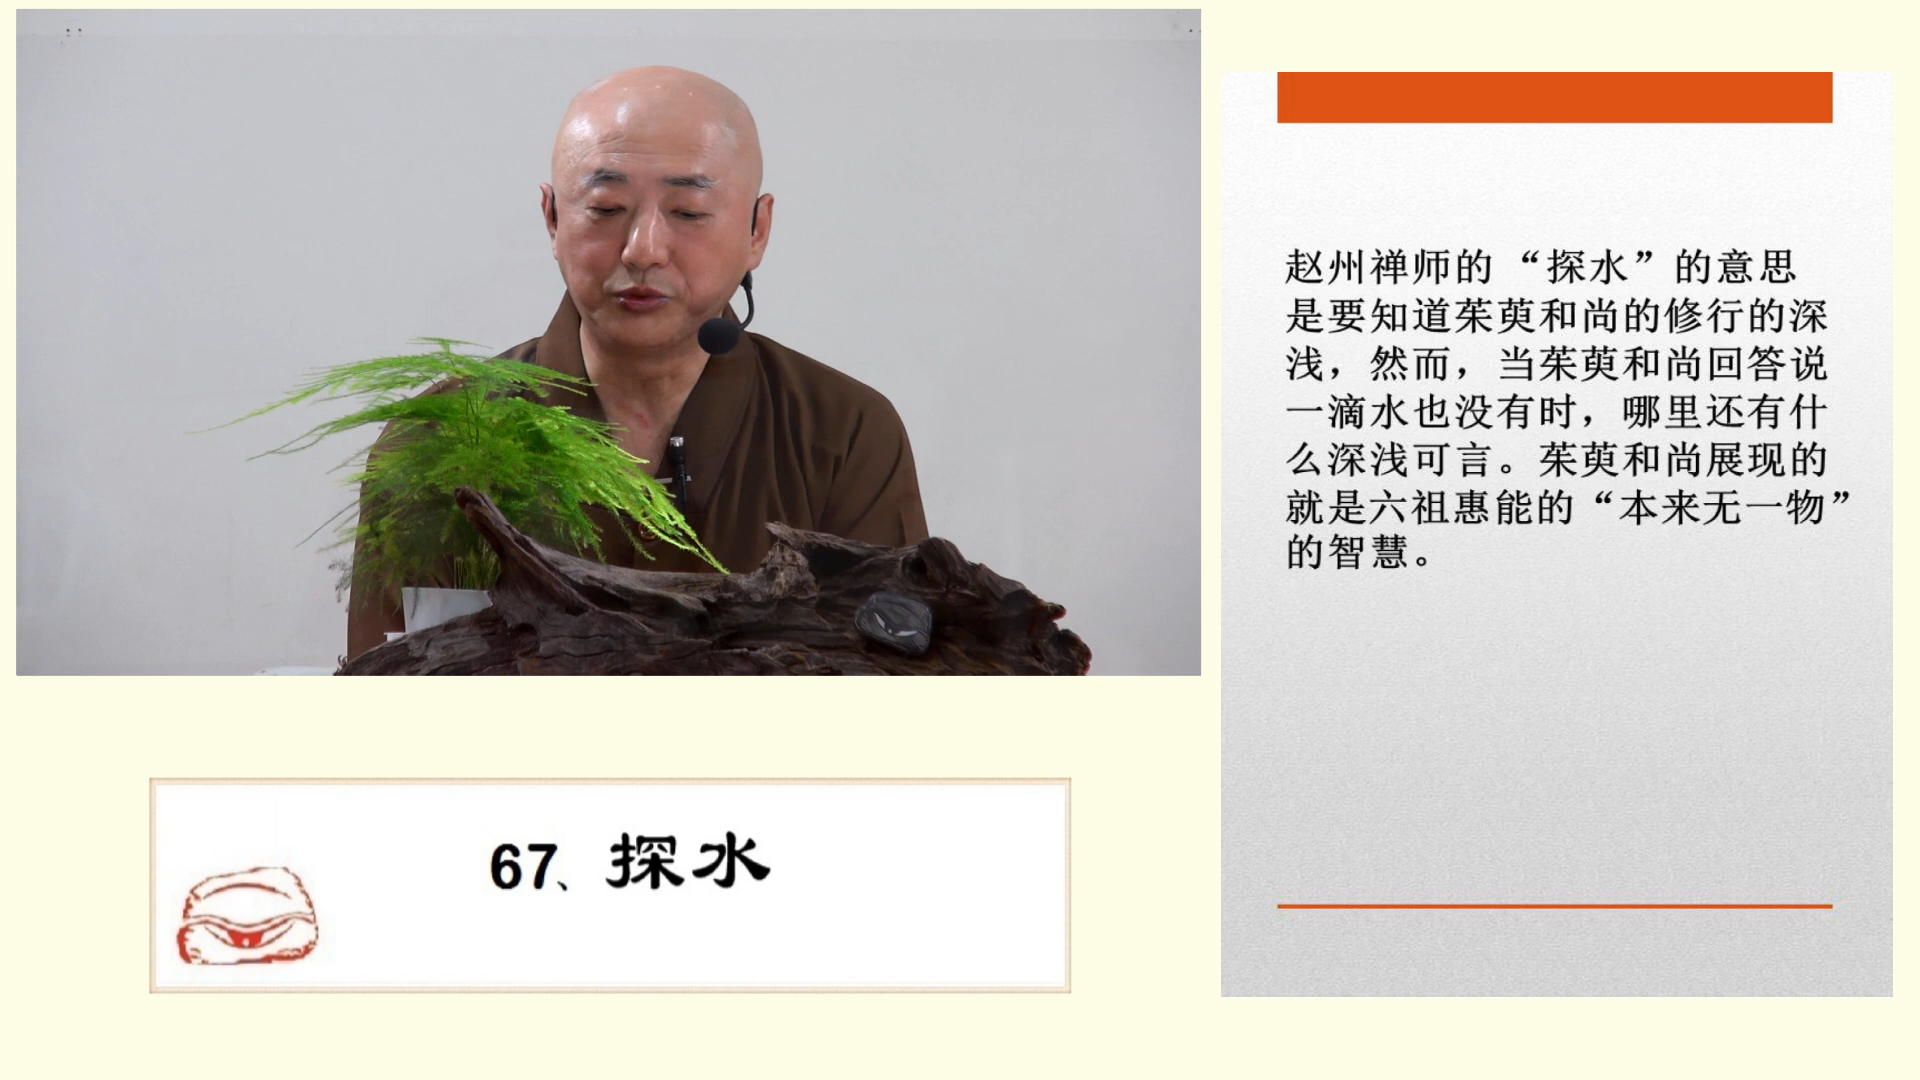 赵州禅师的“探水”的意思
是要知道茱萸和尚的修行的深
浅，然而，当茱萸和尚回答说
一滴水也没有时，哪里还有什
么深浅可言。茱萸和尚展现的
就是六祖惠能的“本来无一物”
的智慧。
67、探水